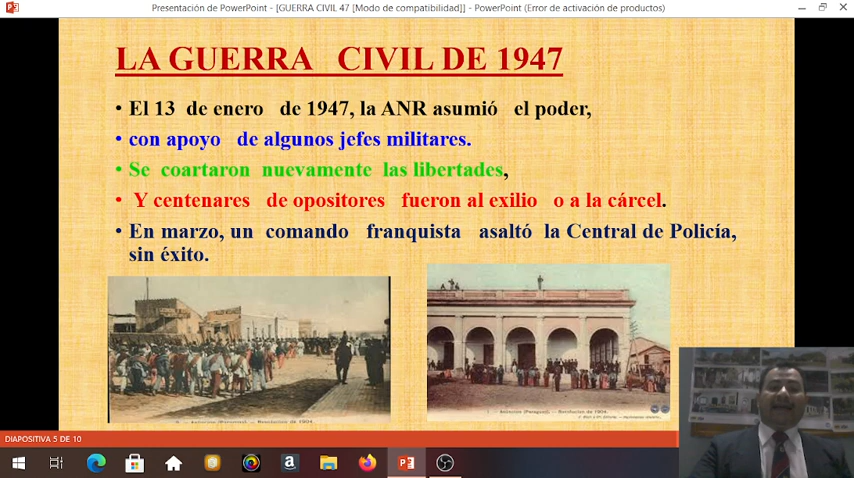 Presentación de PowerPoint - [GUERRA CIVIL 47 [Modo de compatibilidad]] - PowerPoint (Error de activación de productos)
LA GUERRA CIVIL DE 1947
• El 13 de enero de 1947, la ANR asumió el poder,
• con apoyo de algunos jefes militares.
• Se coartaron nuevamente las libertades,
• Y centenares de opositores fueron al exilio o a la cárcel.
• En marzo, un comando franquista asaltó la Central de Policía,
sin éxito.
Revolucion de 1904.
Asuncion (Paraguay). — Revolucion de 1904.
DIAPOSITIVA 5 DE 10